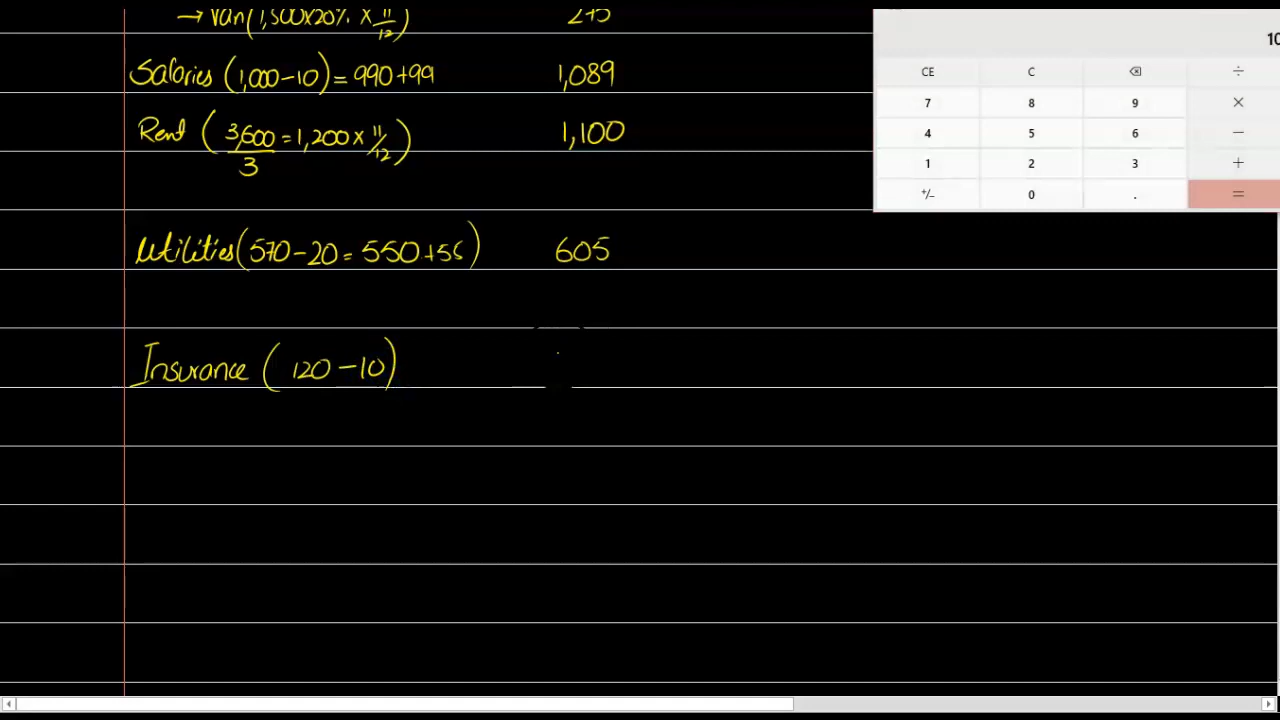 → Van (1,500x20% x 11/12) 275
Salaries (1,000-10) = 990+99 1,089
Rent (3,600/3 = 1,200 x 11/12) 1,100
Utilities (570-20 = 550+55) 605
Insurance (120-10)
10
CE C ÷
7 8 9 ×
4 5 6 −
1 2 3 +
+/− 0 . =